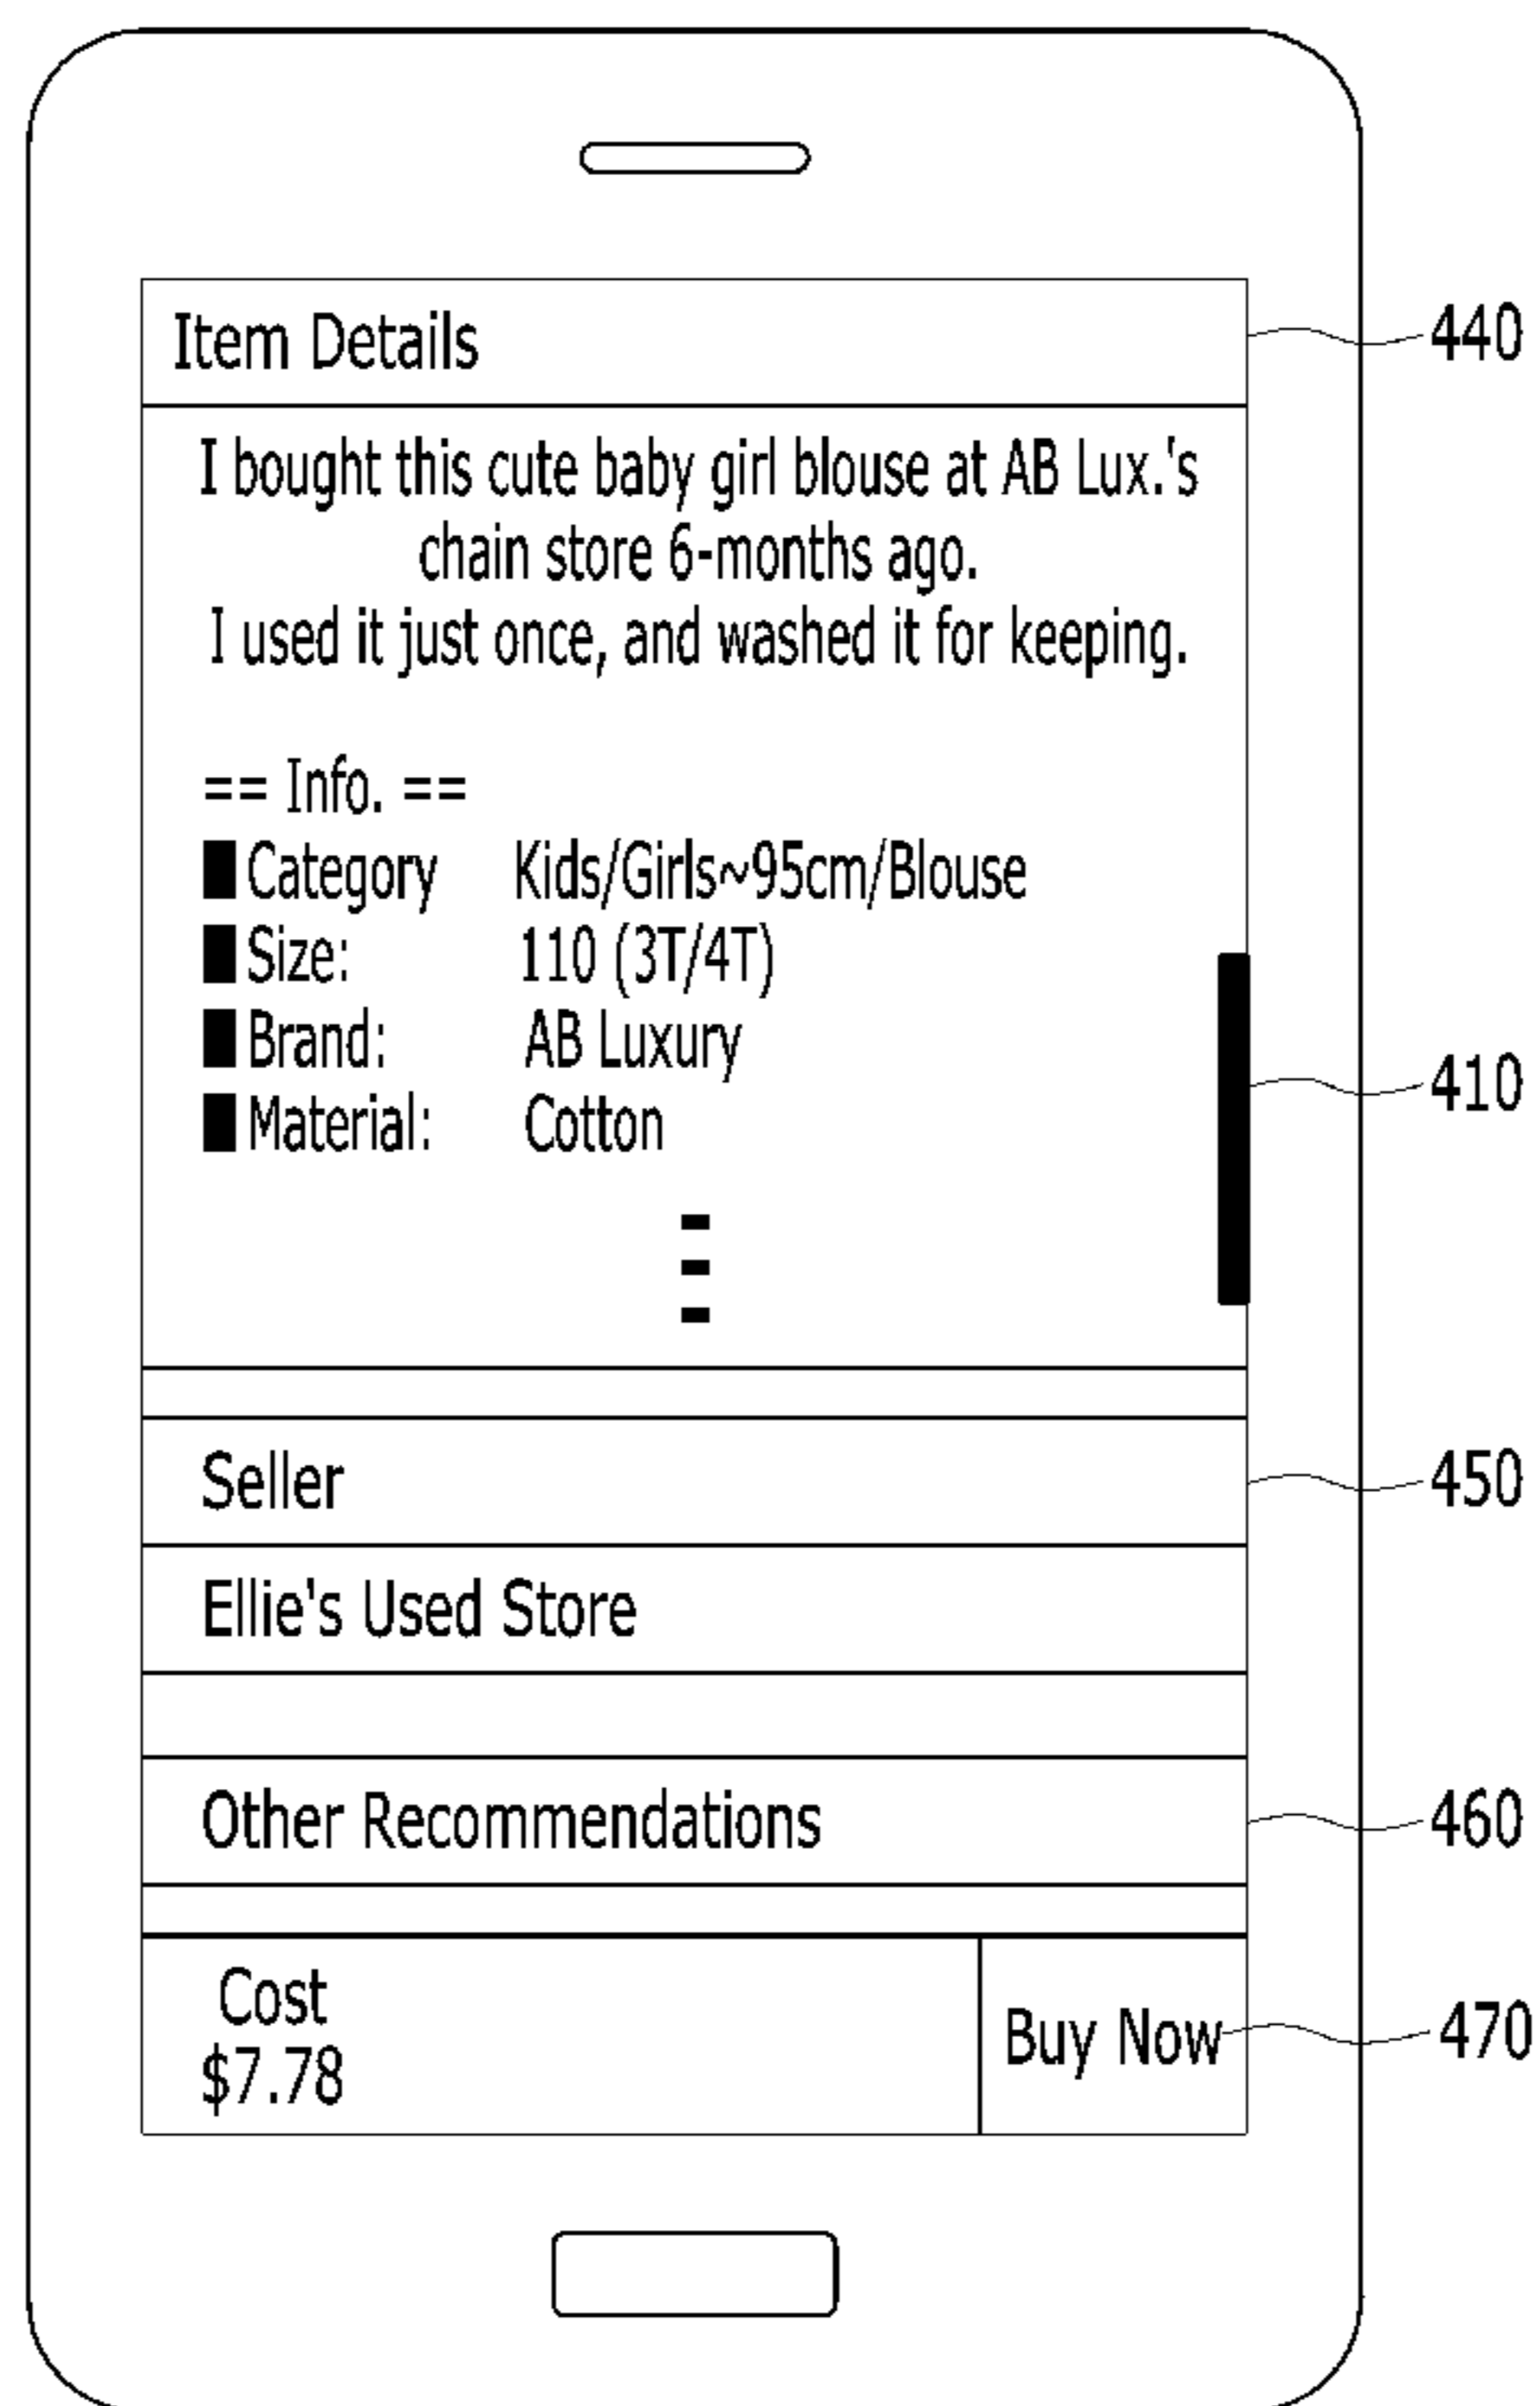 Item Details
440
I bought this cute baby girl blouse at AB Lux.'s
chain store 6-months ago.
I used it just once, and washed it for keeping.
== Info. ==
■Category Kids/Girls~95cm/Blouse
■Size: 110 (3T/4T)
■Brand: AB Luxury
410
■Material: Cotton
Seller
450
Ellie's Used Store
Other Recommendations
460
Cost
$7.78
Buy Now
470